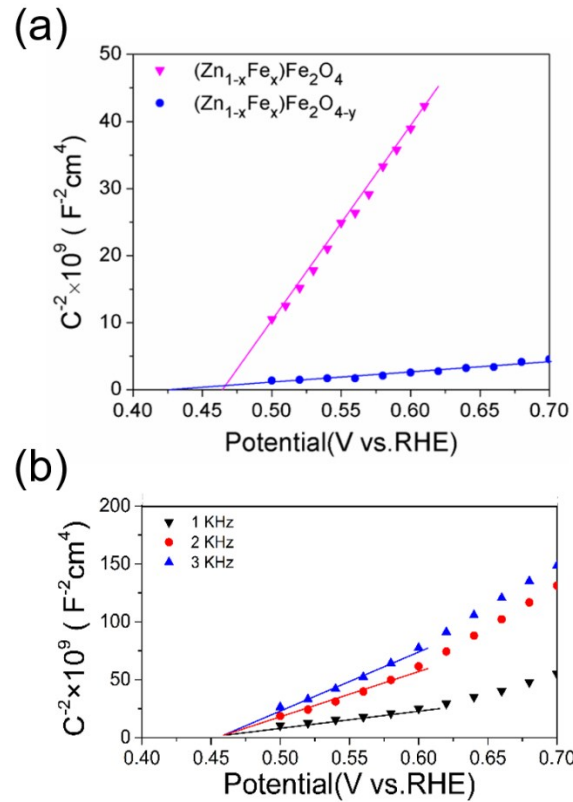 (a)
(Zn₁₋ₓFeₓ)Fe₂O₄
(Zn₁₋ₓFeₓ)Fe₂O₄₋ᵧ
C⁻²×10⁹ ( F⁻²cm⁴)
50
40
30
20
10
0
0.40 0.45 0.50 0.55 0.60 0.65 0.70
Potential(V vs.RHE)
(b)
1 KHz
2 KHz
3 KHz
C⁻²×10⁹ ( F⁻²cm⁴)
200
150
100
50
0
0.40 0.45 0.50 0.55 0.60 0.65 0.70
Potential(V vs.RHE)